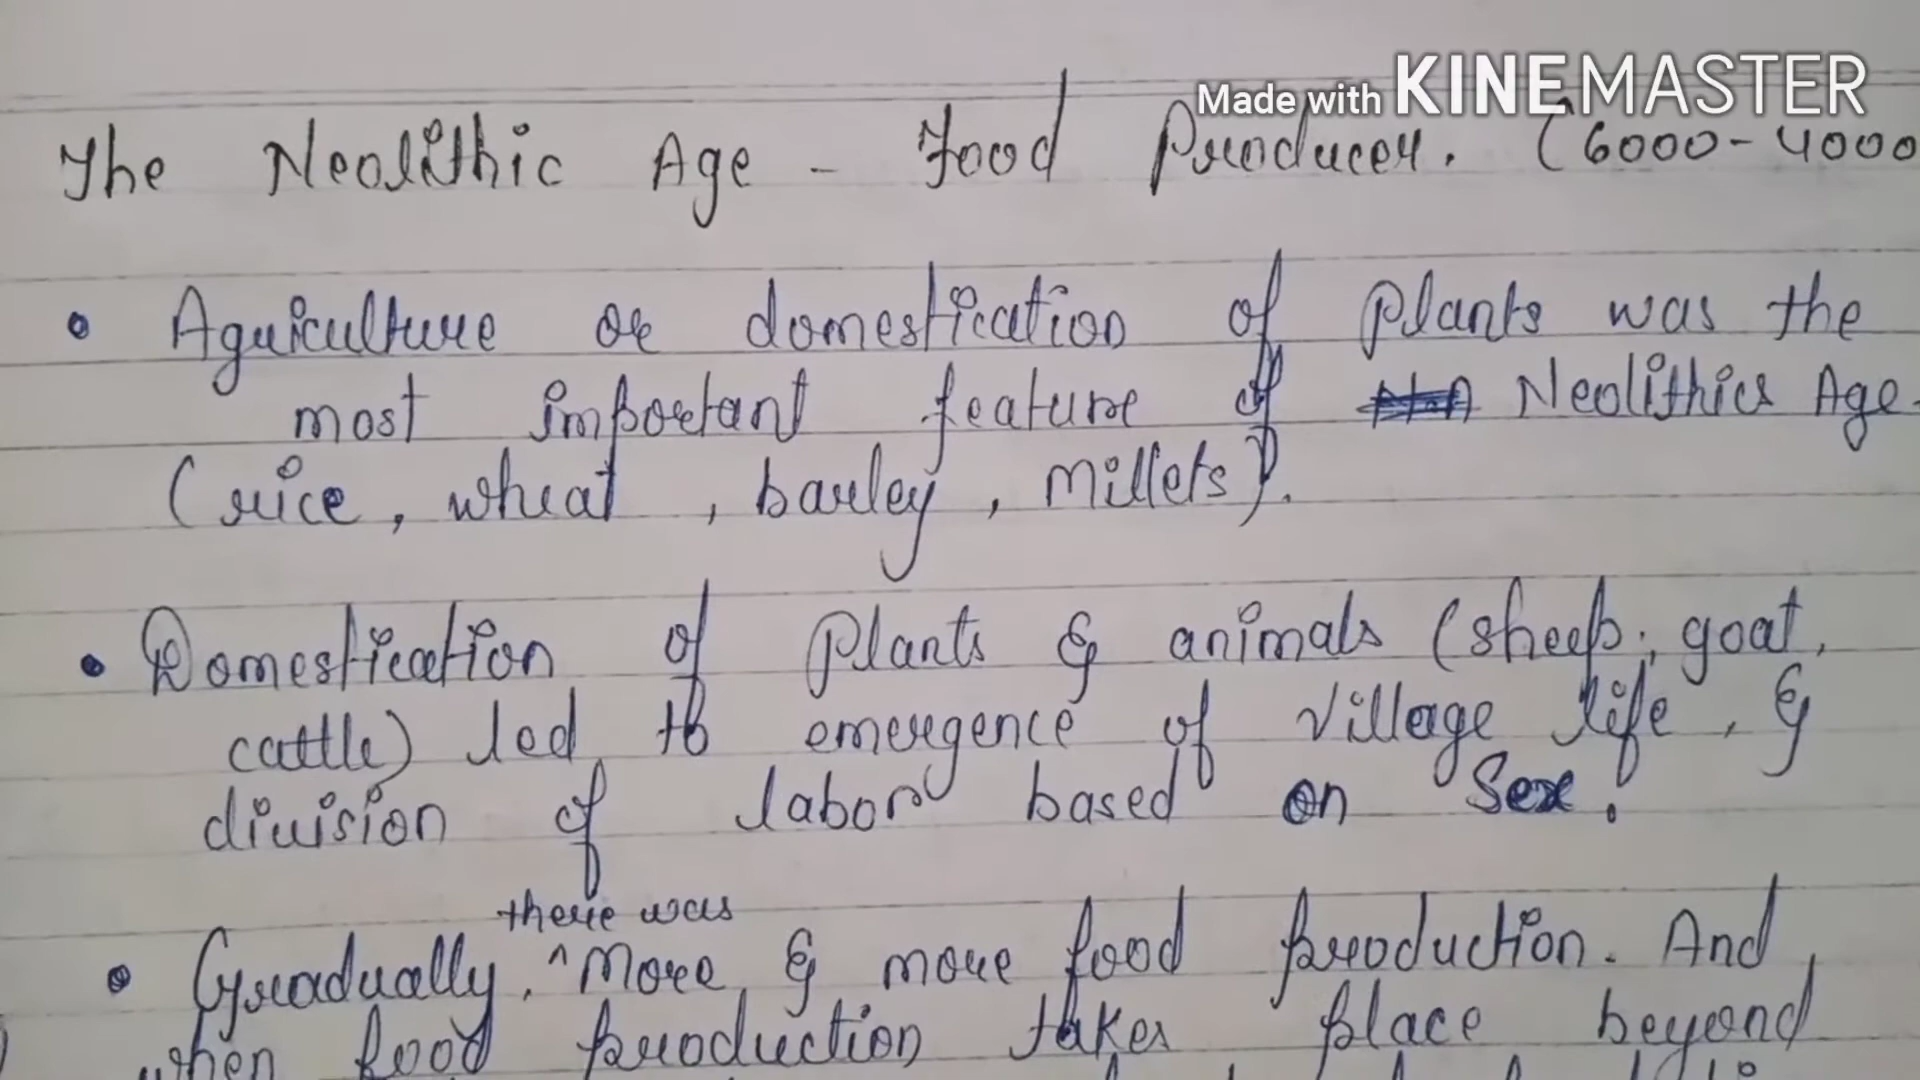 Made with KINEMASTER
The Neolithic Age - Food Producer. (6000-4000
• Agriculture or domestication of plants was the
most important feature of Neolithics Age.
(rice, wheat, barley, millets).
• Domestication of plants & animals (sheep, goat,
cattle) led to emergence of village life, &
division of labor based on Sex.
there was
• Gradually, ^ more & more food production. And,
when food production takes place beyond